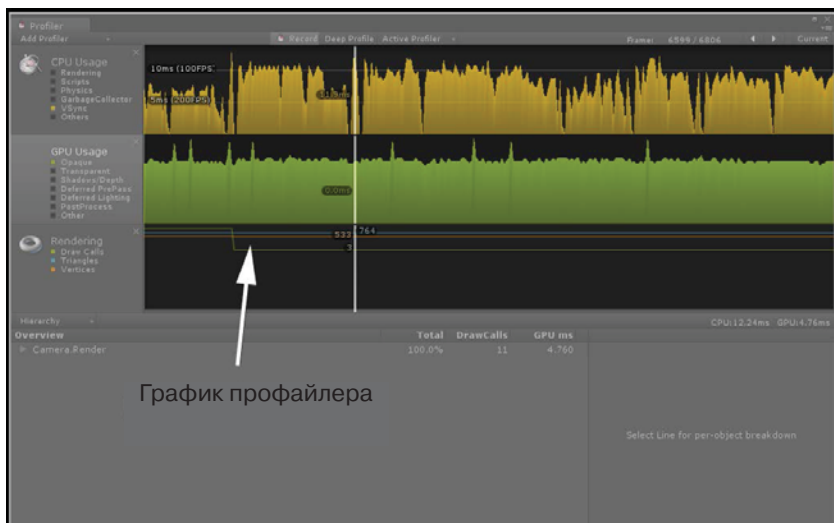 Profiler
Add Profiler
Record Deep Profile Active Profiler
Frame: 6599 / 6806
Current
CPU Usage
Rendering
Scripts
Physics
GarbageCollector
VSync
Others
10ms (100FPS)
5ms (200FPS)
GPU Usage
Opaque
Transparent
Shadows/Depth
Deferred PrePass
Deferred Lighting
PostProcess
Other
0.0ms
Rendering
Draw Calls
Triangles
Vertices
764
533
3
Hierarchy
CPU:12.24ms GPU:4.76ms
Overview Total DrawCalls GPU ms
Camera.Render 100.0% 11 4.760
График профайлера
Select Line for per-object breakdown